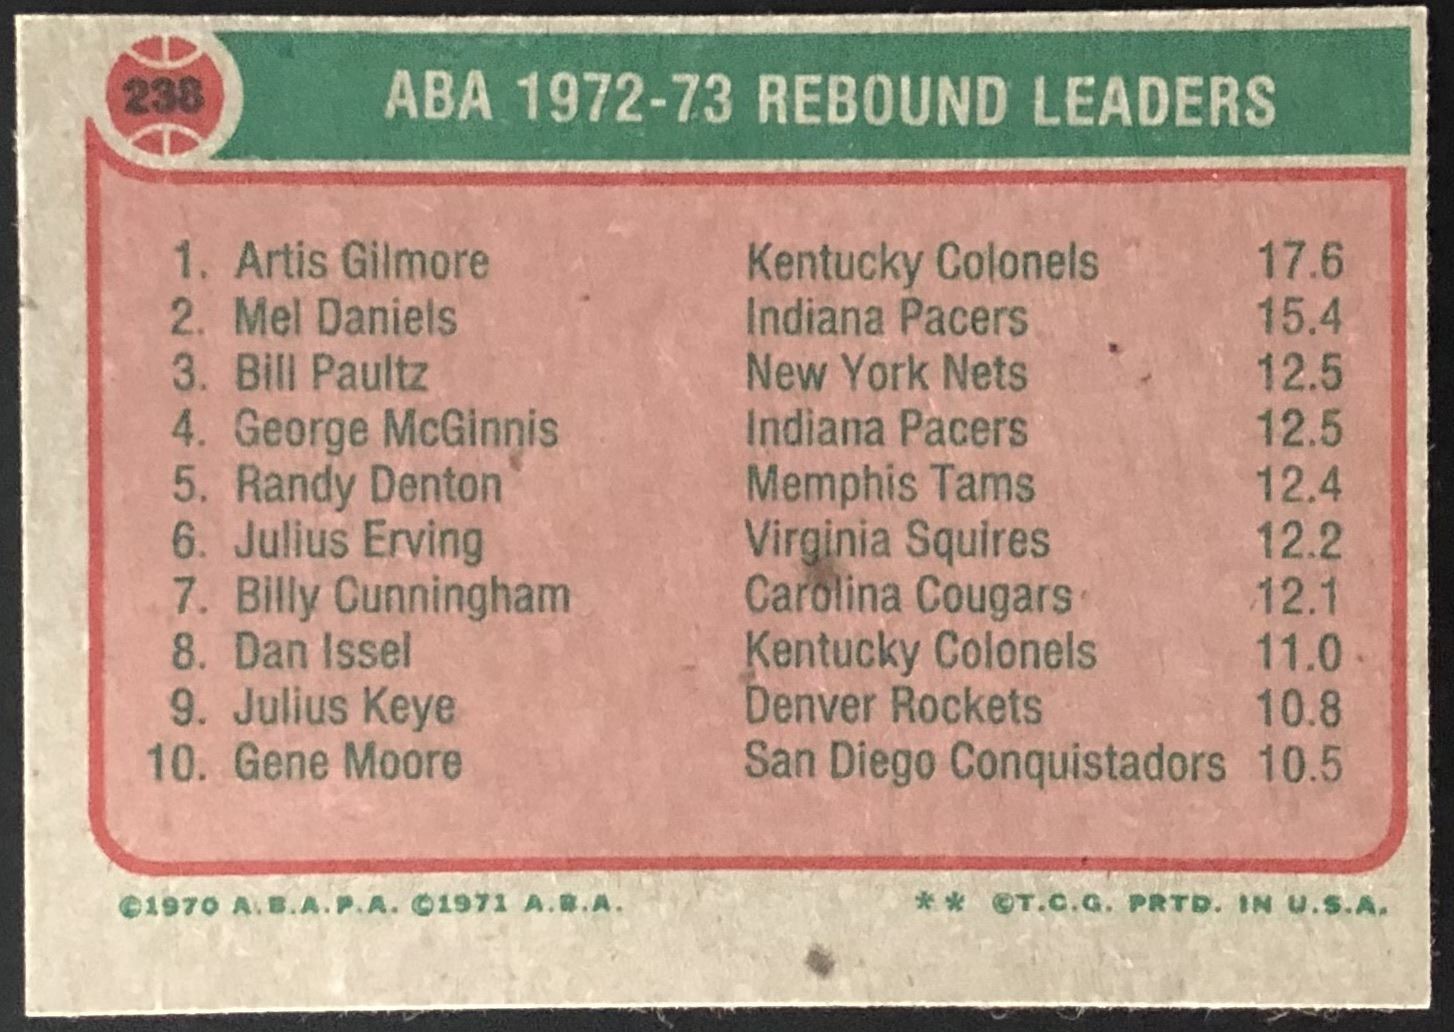 238
ABA 1972-73 REBOUND LEADERS
1. Artis Gilmore Kentucky Colonels 17.6
2. Mel Daniels Indiana Pacers 15.4
3. Bill Paultz New York Nets 12.5
4. George McGinnis Indiana Pacers 12.5
5. Randy Denton Memphis Tams 12.4
6. Julius Erving Virginia Squires 12.2
7. Billy Cunningham Carolina Cougars 12.1
8. Dan Issel Kentucky Colonels 11.0
9. Julius Keye Denver Rockets 10.8
10. Gene Moore San Diego Conquistadors 10.5
©1970 A.B.A.P.A. ©1971 A.B.A. ** ©T.C.G. PRTD. IN U.S.A.